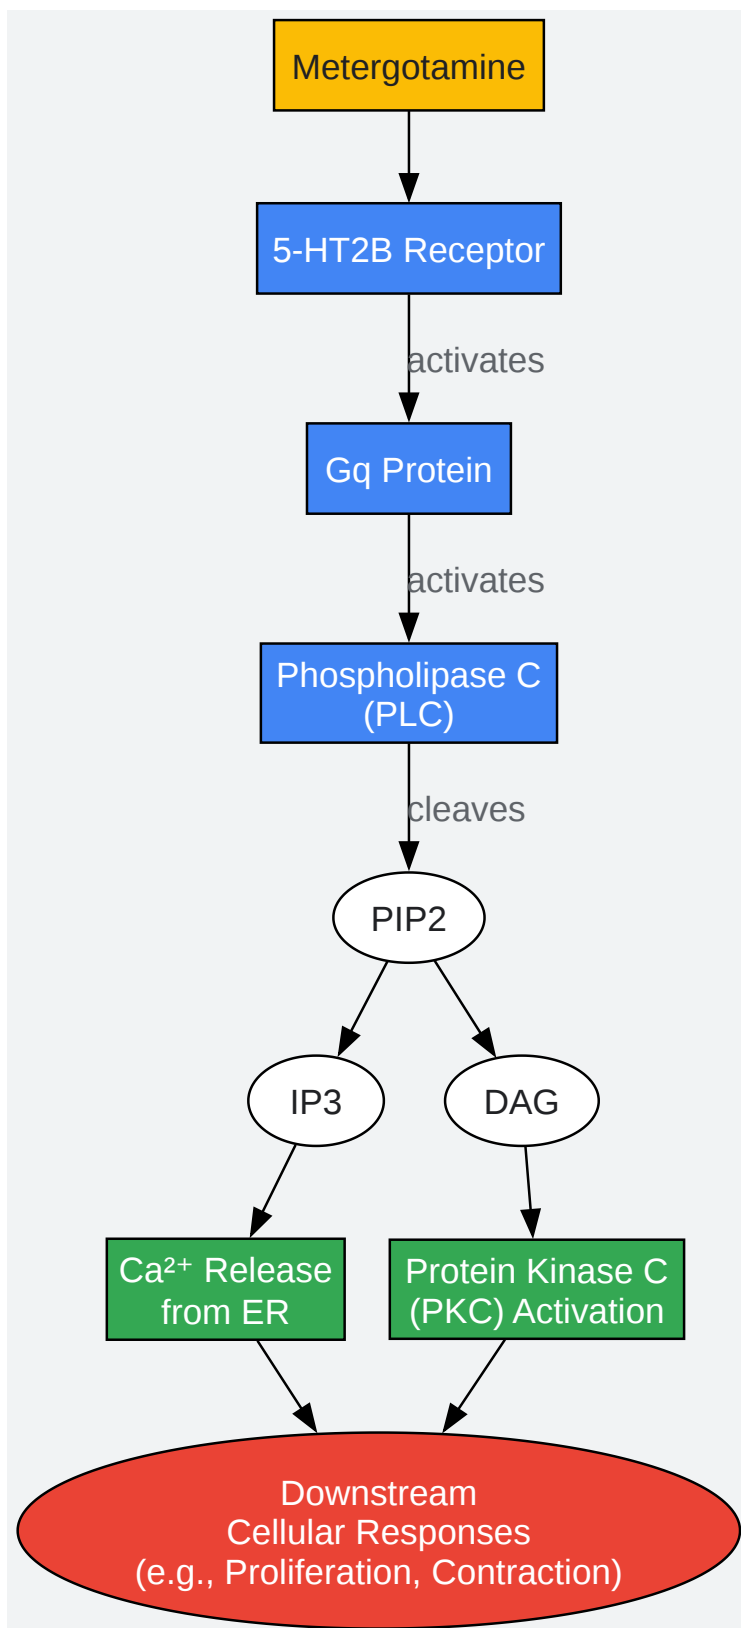 Metergotamine
5-HT2B Receptor
activates
Gq Protein
activates
Phospholipase C
(PLC)
cleaves
PIP2
IP3
DAG
Ca²⁺ Release
from ER
Protein Kinase C
(PKC) Activation
Downstream
Cellular Responses
(e.g., Proliferation, Contraction)